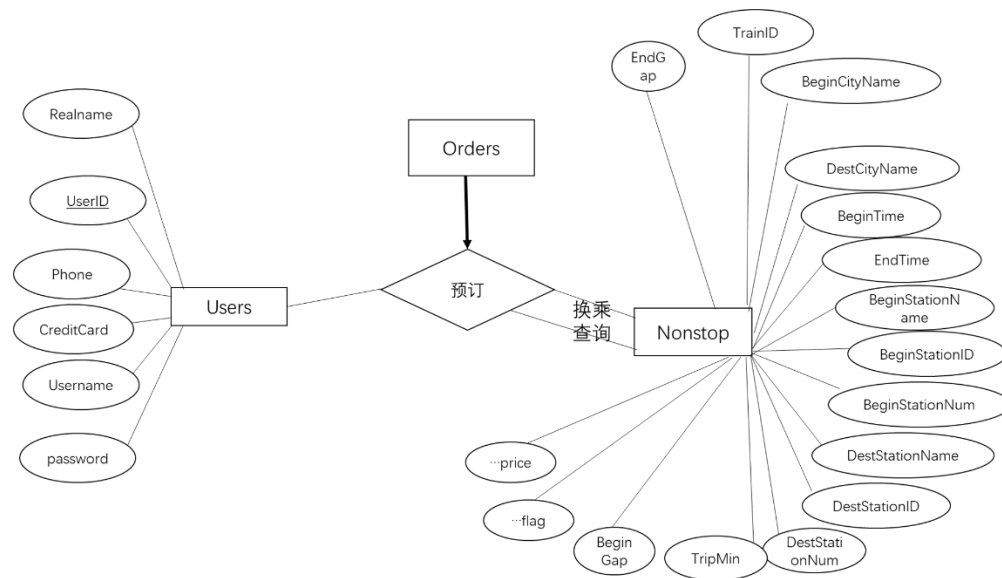 TrainID
EndG
ap
BeginCityName
Realname
Orders
DestCityName
UserID
BeginTime
EndTime
Phone
预订
Users
BeginStationN
ame
换乘
查询
Nonstop
CreditCard
BeginStationID
Username
BeginStationNum
password
DestStationName
…price
DestStationID
…flag
Begin
Gap
TripMin
DestStati
onNum